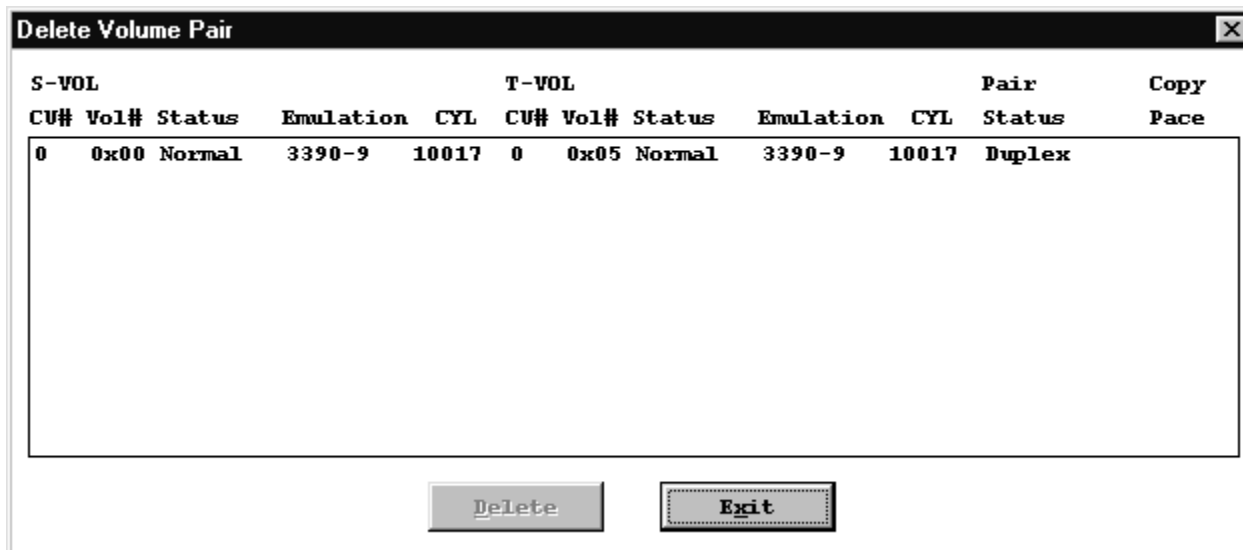 Delete Volume Pair
S-VOL T-VOL Pair Copy
CU# Vol# Status Emulation CYL CU# Vol# Status Emulation CYL Status Pace
0 0x00 Normal 3390-9 10017 0 0x05 Normal 3390-9 10017 Duplex
Delete Exit